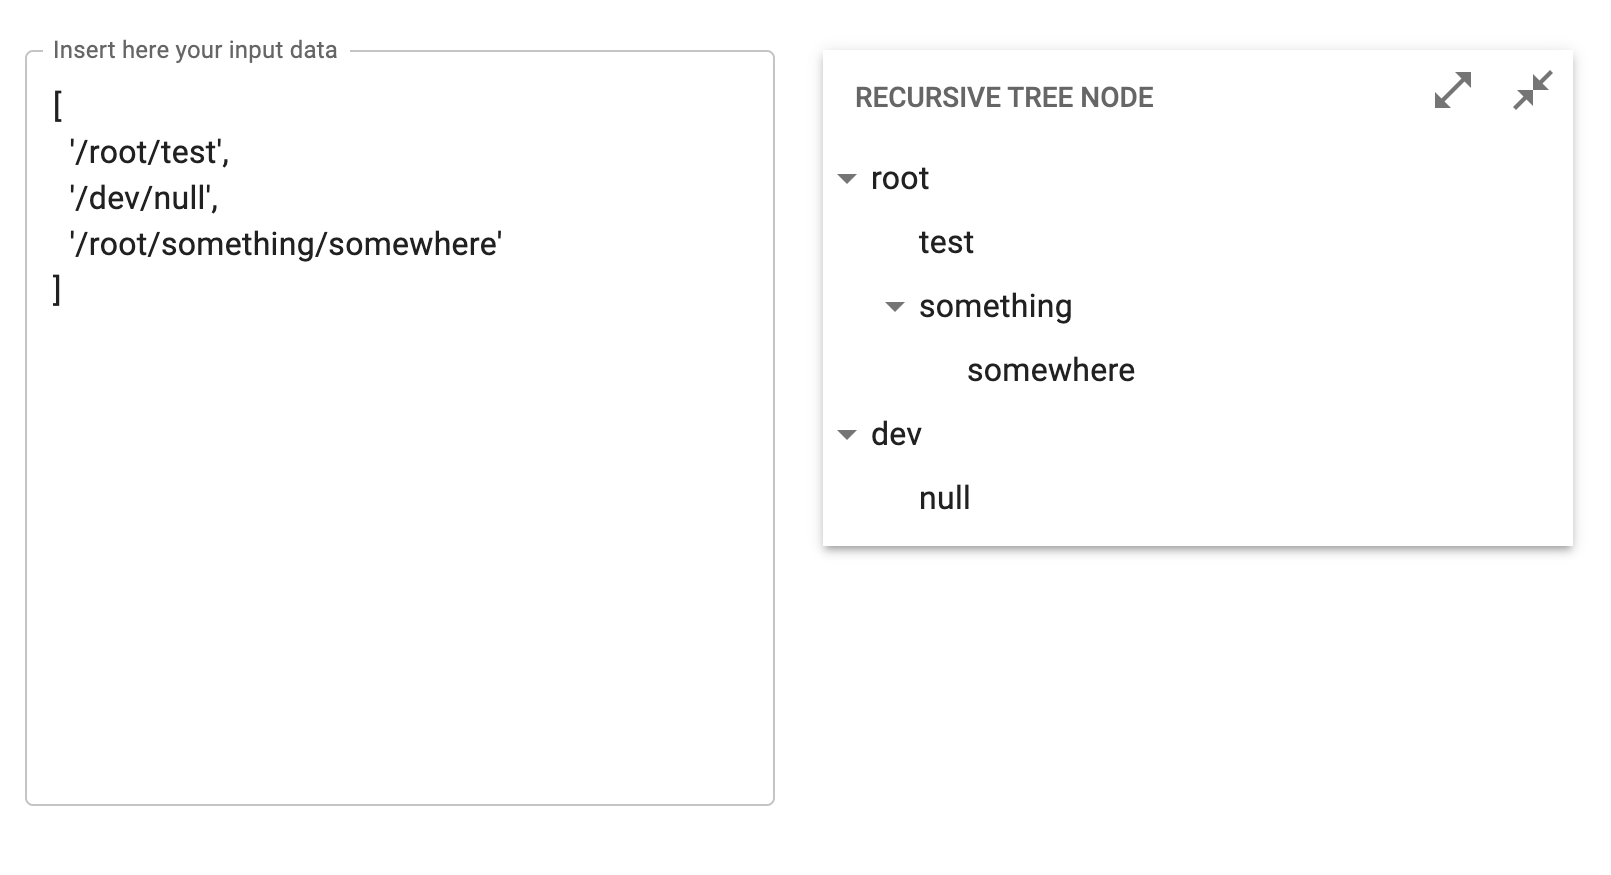 Insert here your input data
[
'/root/test',
'/dev/null',
'/root/something/somewhere'
]
RECURSIVE TREE NODE
root
test
something
somewhere
dev
null